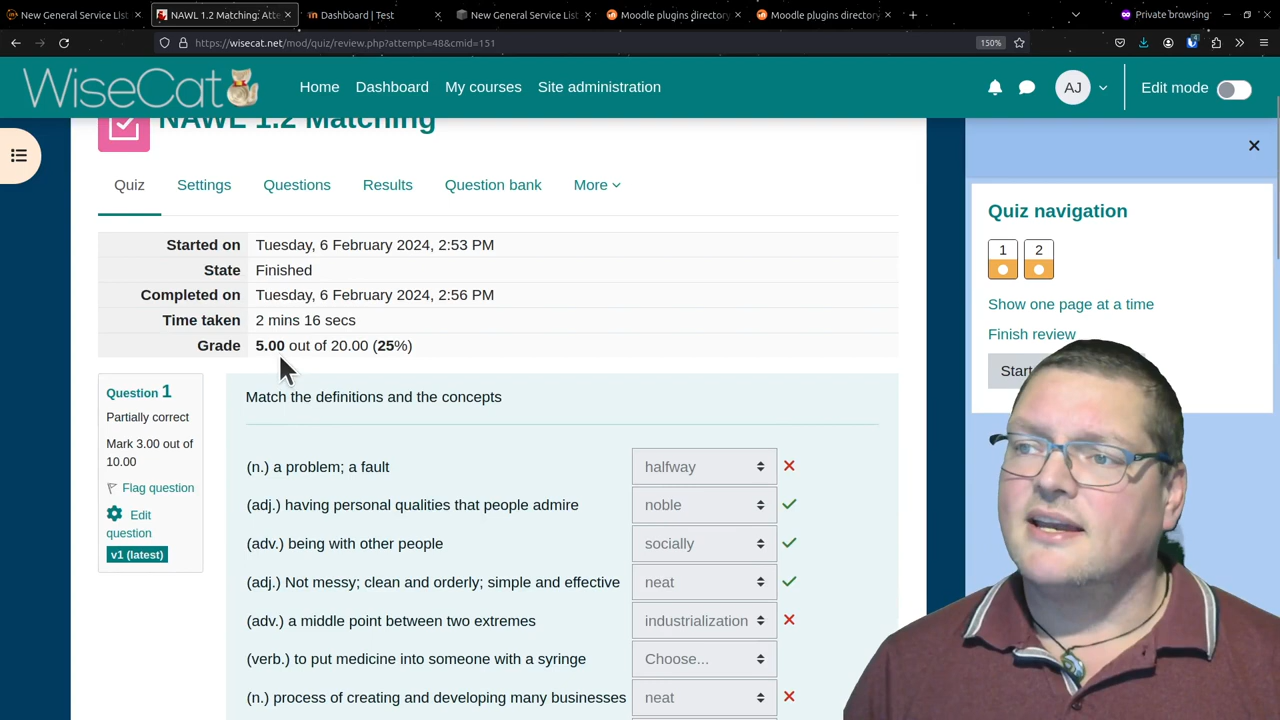 New General Service List
NAWL 1.2 Matching: Atte
Dashboard | Test
New General Service List
Moodle plugins directory
Moodle plugins directory
Private browsing
https://wisecat.net/mod/quiz/review.php?attempt=48&cmid=151
150%
WiseCat
Home
Dashboard
My courses
Site administration
AJ
Edit mode
NAWL 1.2 Matching
Quiz
Settings
Questions
Results
Question bank
More
Started on Tuesday, 6 February 2024, 2:53 PM
State Finished
Completed on Tuesday, 6 February 2024, 2:56 PM
Time taken 2 mins 16 secs
Grade 5.00 out of 20.00 (25%)
Question 1
Partially correct
Mark 3.00 out of
10.00
Flag question
Edit
question
v1 (latest)
Match the definitions and the concepts
(n.) a problem; a fault halfway
(adj.) having personal qualities that people admire noble
(adv.) being with other people socially
(adj.) Not messy; clean and orderly; simple and effective neat
(adv.) a middle point between two extremes industrialization
(verb.) to put medicine into someone with a syringe Choose...
(n.) process of creating and developing many businesses neat
Quiz navigation
1 2
Show one page at a time
Finish review
Start